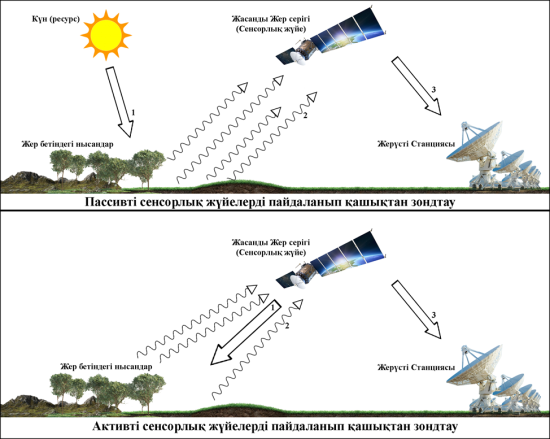 Күн (ресурс)
Жасанды Жер серігі
(Сенсорлық жүйе)
1
3
2
Жер бетіндегі нысандар
Жерүсті Станциясы
Пассивті сенсорлық жүйелерді пайдаланып қашықтан зондтау
Жасанды Жер серігі
(Сенсорлық жүйе)
1
2
3
Жер бетіндегі нысандар
Жерүсті Станциясы
Активті сенсорлық жүйелерді пайдаланып қашықтан зондтау